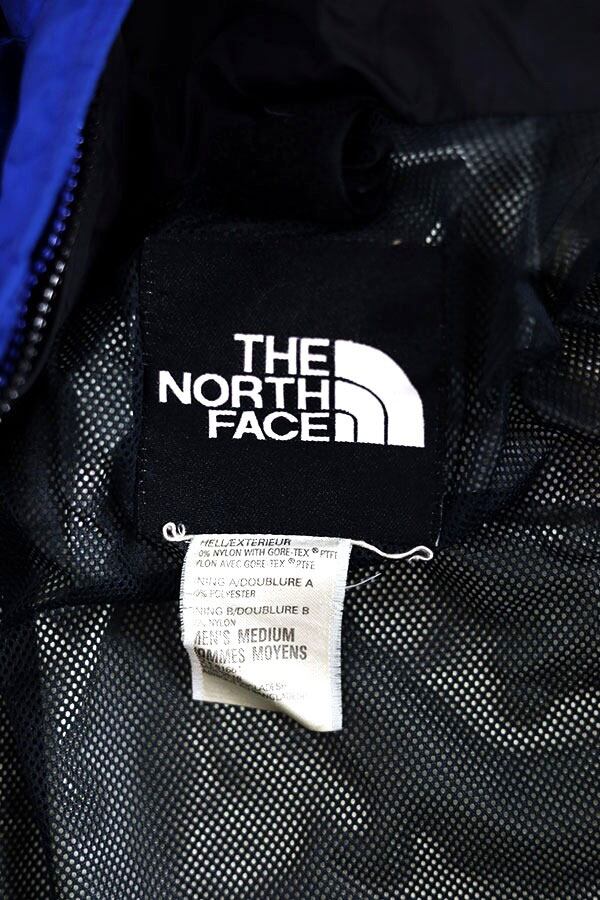 THE
NORTH
FACE
HELL/EXTERIEUR
0% NYLON WITH GORE-TEX ® PTFE
YLON AVEC GORE-TEX ® PTFE
NING A/DOUBLURE A
0% POLYESTER
NING B/DOUBLURE B
% NYLON
MEN'S MEDIUM
OMMES MOYENS